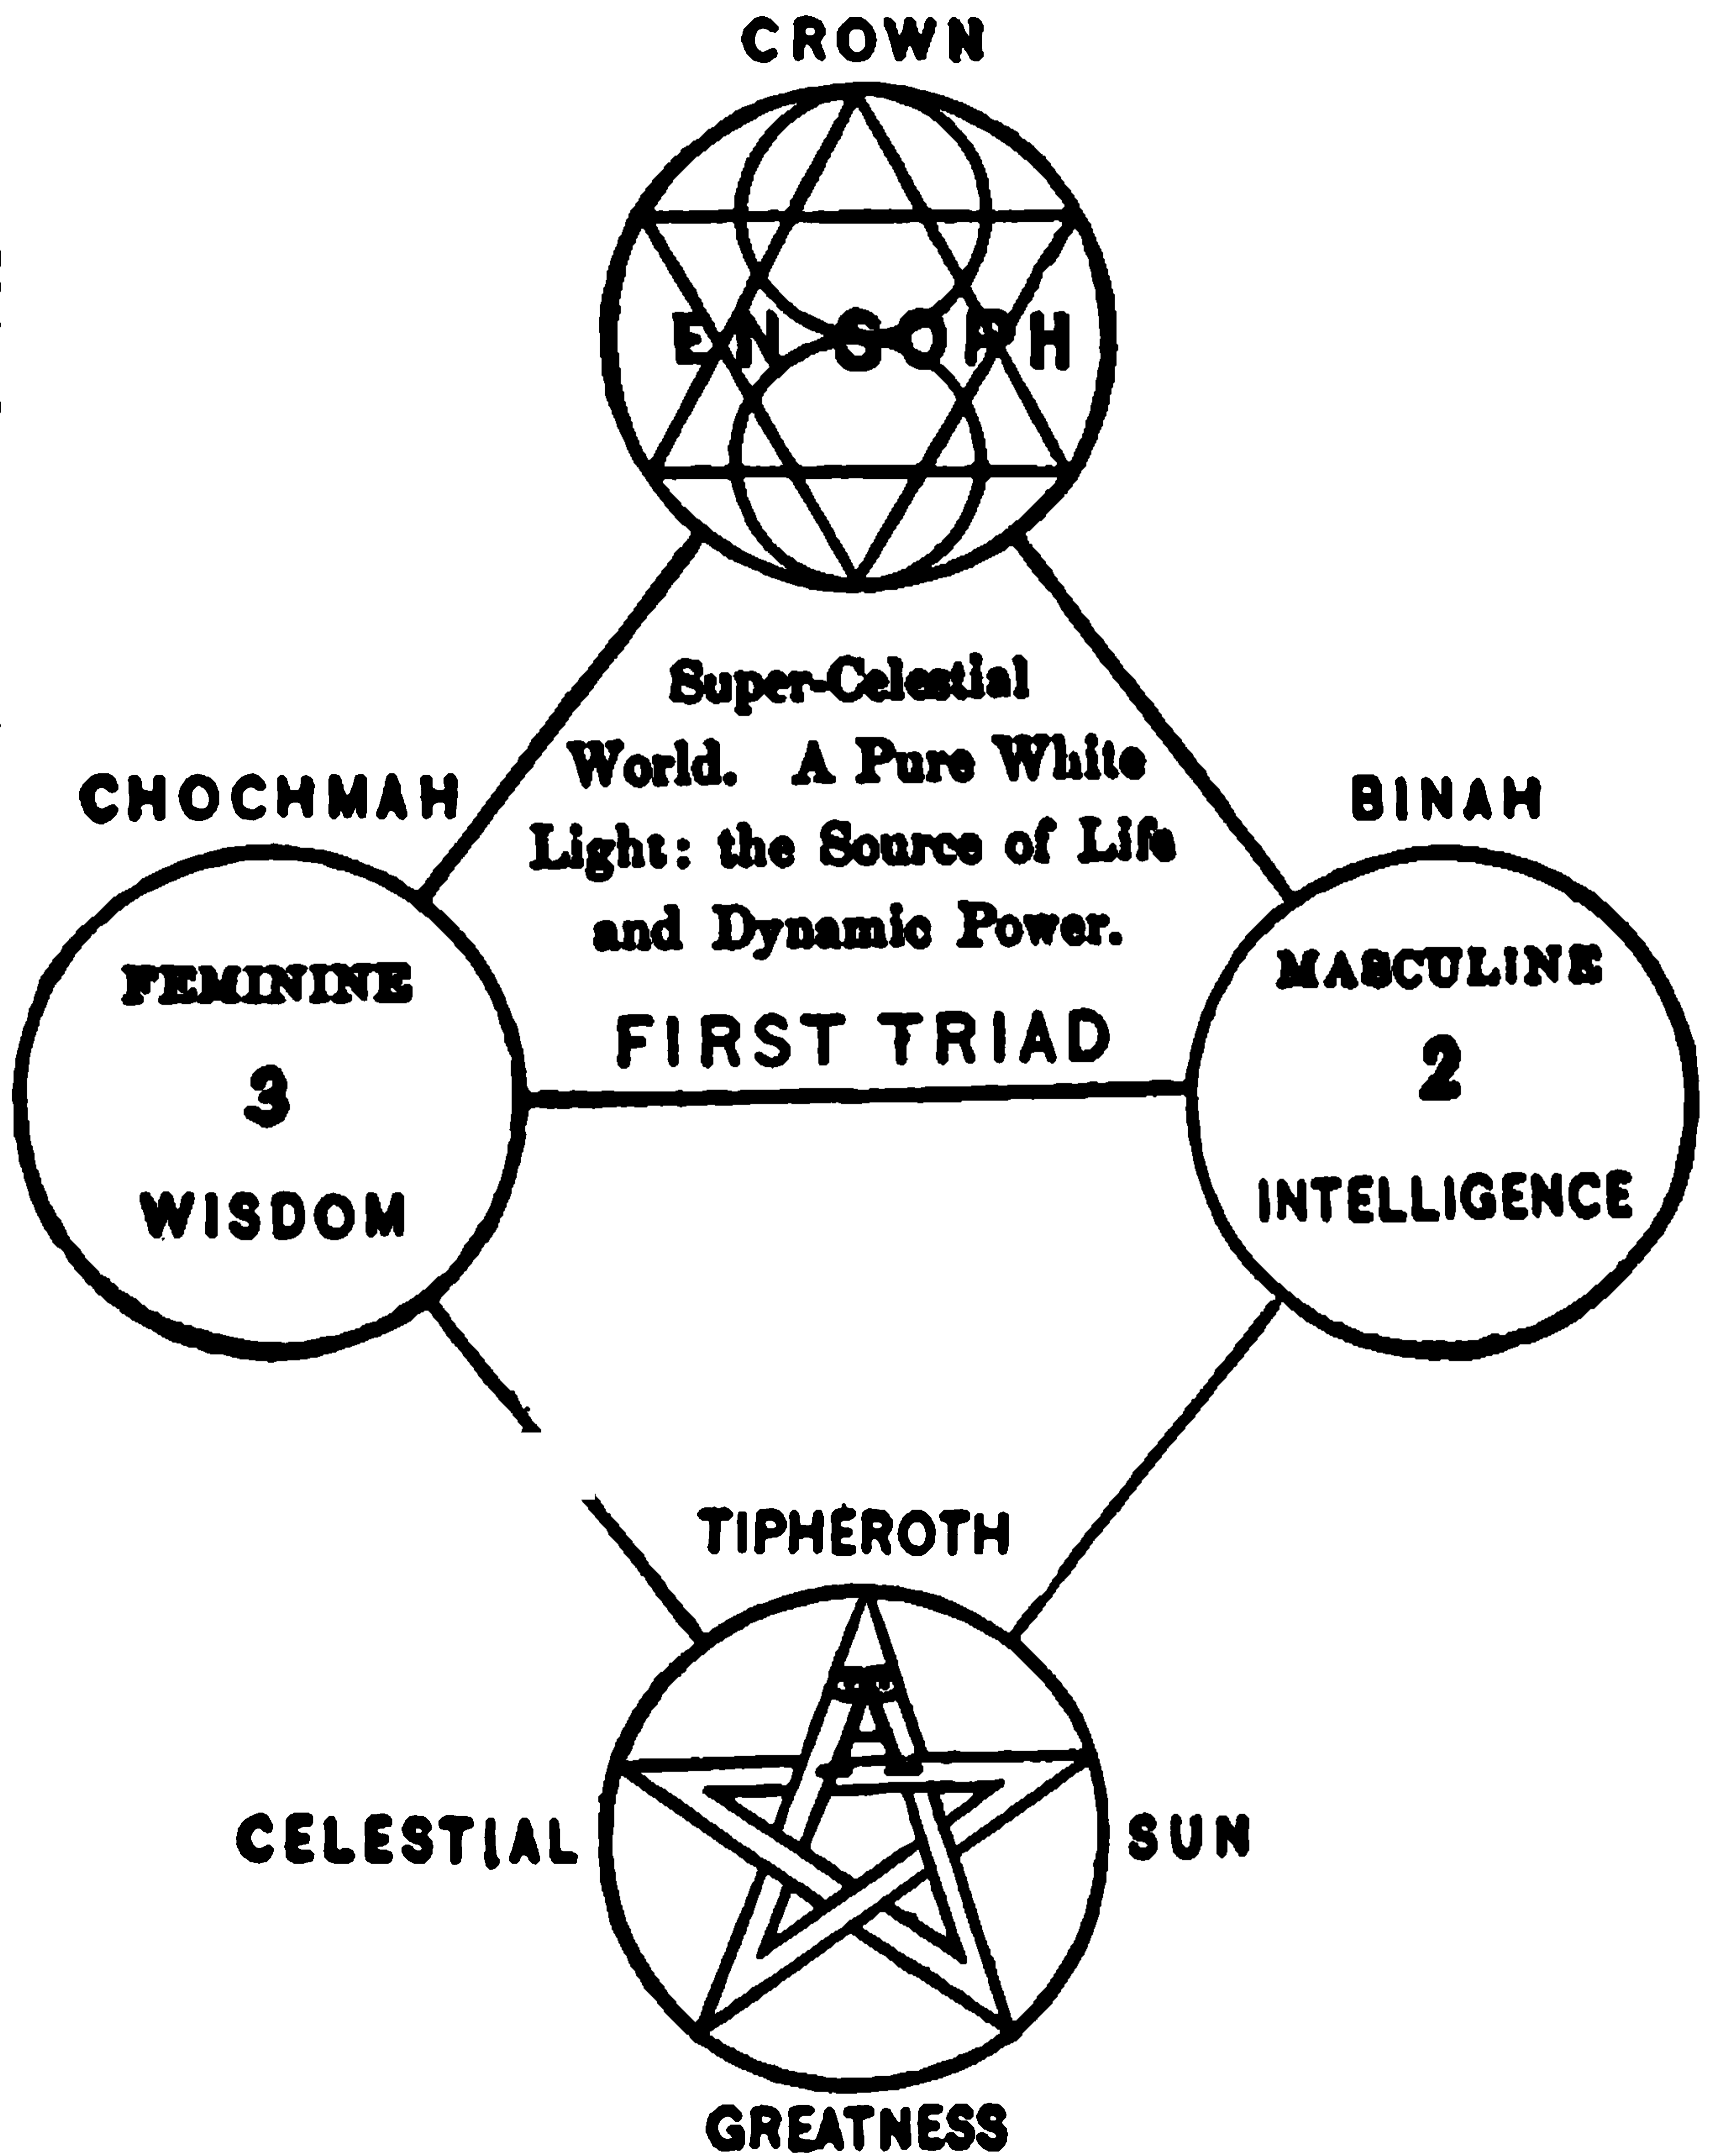 CROWN
EN SOPH
Super-Celestial
World. A Pure White
CHOCHMAH
BINAH
Light: the Source of Life
and Dynamic Power.
FEMININE
MASCULINE
FIRST TRIAD
3
2
WISDOM
INTELLIGENCE
TIPHEROTH
A
CELESTIAL
SUN
GREATNESS